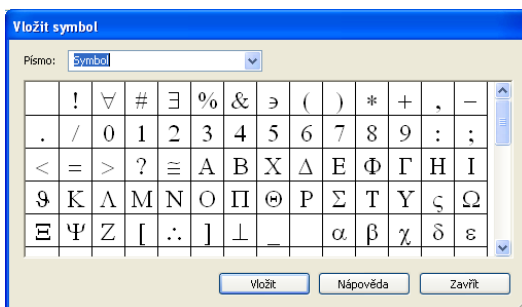 Vložit symbol
Písmo: Symbol
! ∀ # ∃ % & ∍ ( ) ∗ + , −
. / 0 1 2 3 4 5 6 7 8 9 : ;
< = > ? ≅ Α Β Χ Δ Ε Φ Γ Η Ι
ϑ Κ Λ Μ Ν Ο Π Θ Ρ Σ Τ Υ ς Ω
Ξ Ψ Ζ [ ∴ ] ⊥ _ α β χ δ ε
Vložit Nápověda Zavřít